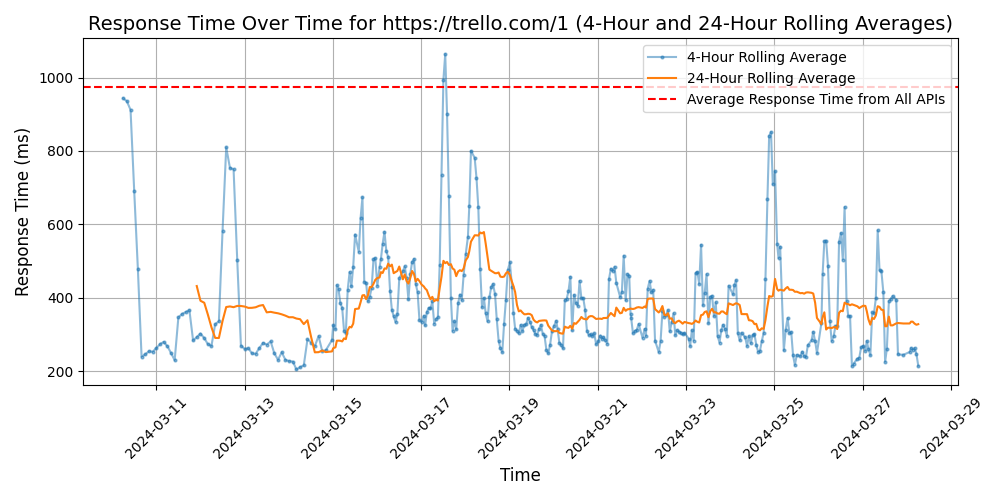 Response Time Over Time for https://trello.com/1 (4-Hour and 24-Hour Rolling Averages)
4-Hour Rolling Average
24-Hour Rolling Average
Average Response Time from All APIs
Response Time (ms)
1000
800
600
400
200
2024-03-11
2024-03-13
2024-03-15
2024-03-17
2024-03-19
2024-03-21
2024-03-23
2024-03-25
2024-03-27
2024-03-29
Time